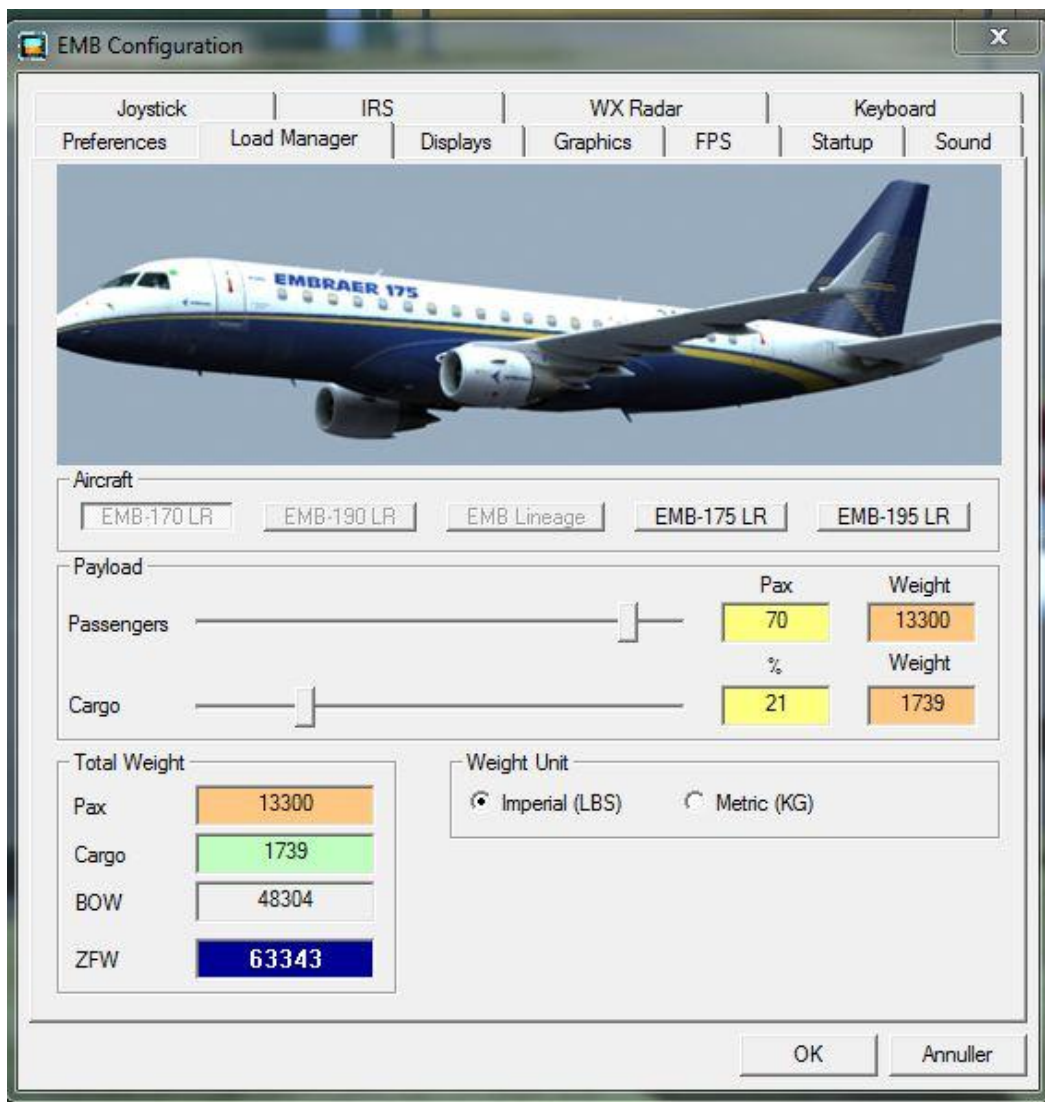 EMB Configuration
X
Joystick IRS WX Radar Keyboard
Preferences Load Manager Displays Graphics FPS Startup Sound
EMBRAER 175
Aircraft
EMB-170 LR EMB-190 LR EMB Lineage EMB-175 LR EMB-195 LR
Payload
Pax Weight
Passengers 70 13300
% Weight
Cargo 21 1739
Total Weight
Pax 13300
Cargo 1739
BOW 48304
ZFW 63343
Weight Unit
Imperial (LBS) Metric (KG)
OK Annuller